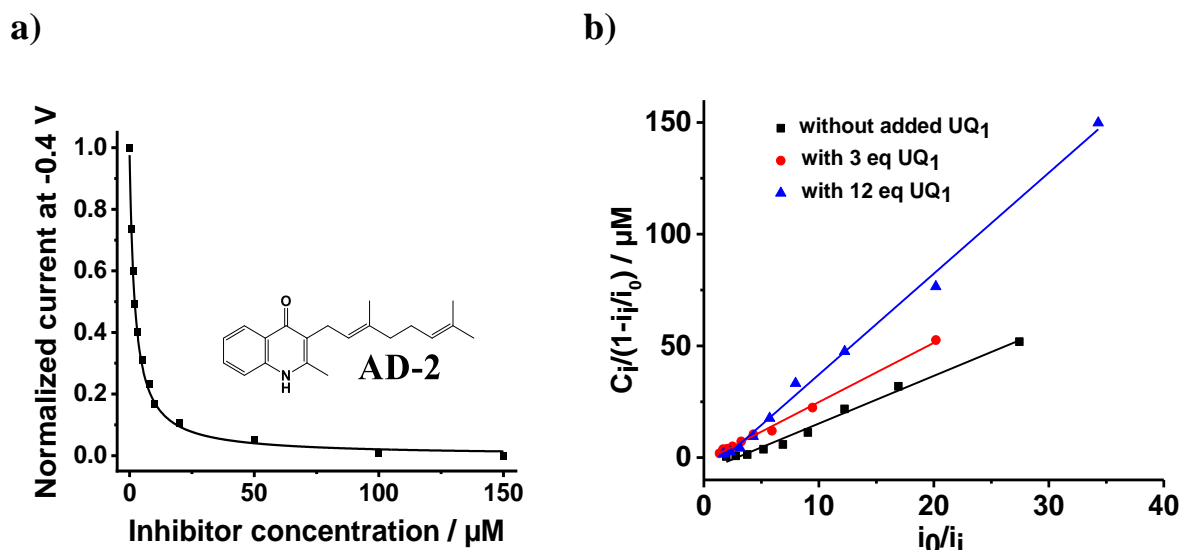 a)
Normalized current at -0.4 V
1.0
0.8
0.6
0.4
0.2
0.0
0
50
100
150
Inhibitor concentration / µM
O
N
H
AD-2
b)
Cᵢ/(1-iᵢ/i₀) / µM
150
100
50
0
0
10
20
30
40
i₀/iᵢ
without added UQ₁
with 3 eq UQ₁
with 12 eq UQ₁